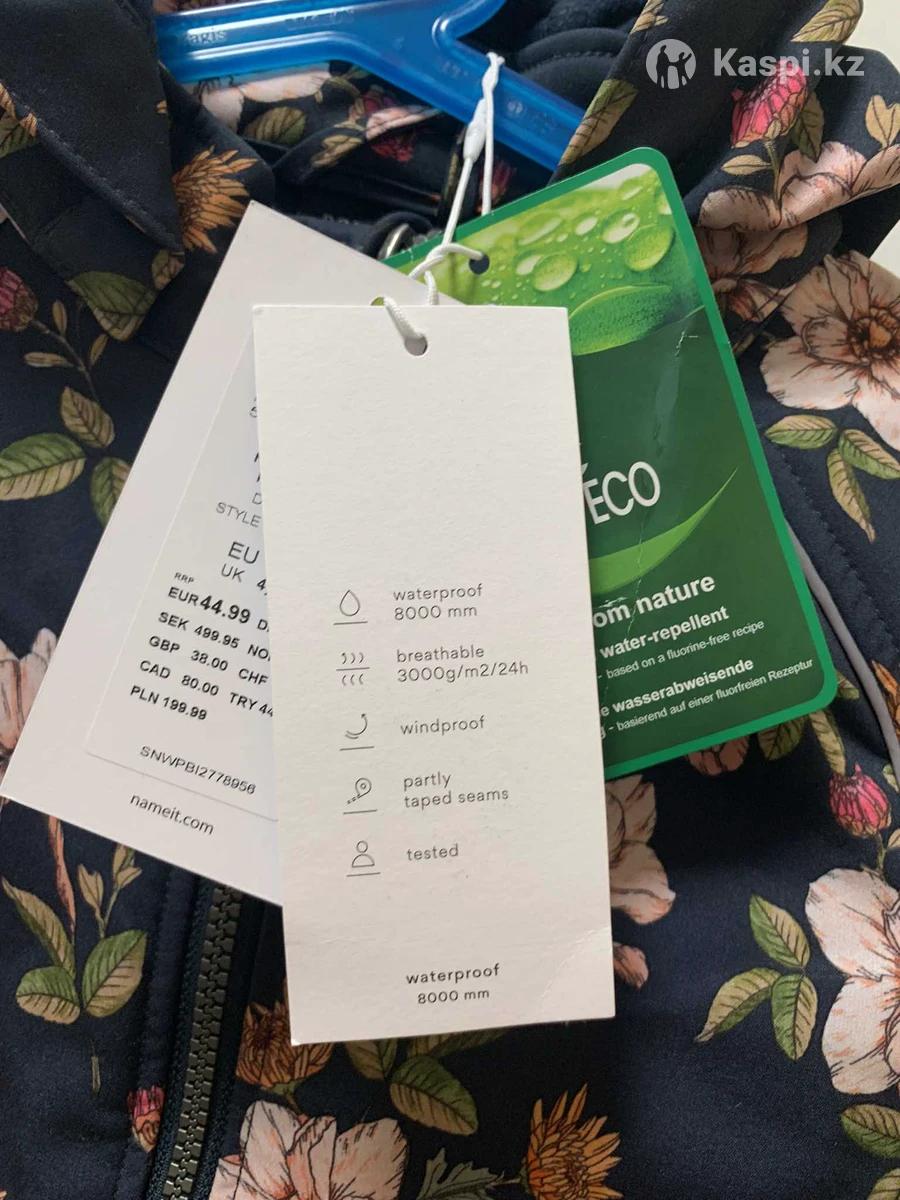 Kaspi.kz
STYLE
EU
UK 4
RRP
EUR 44.99 D
SEK 499.95 NO
GBP 38.00 CHF
CAD 80.00 TRY 44
PLN 199.99
SNWPBI2778956
nameit.com
waterproof
8000 mm
breathable
3000g/m2/24h
windproof
partly
taped seams
tested
waterproof
8000 mm
ECO
om nature
water-repellent
- based on a fluorine-free recipe
e wasserabweisende
g - basierend auf einer fluorfreien Rezeptur